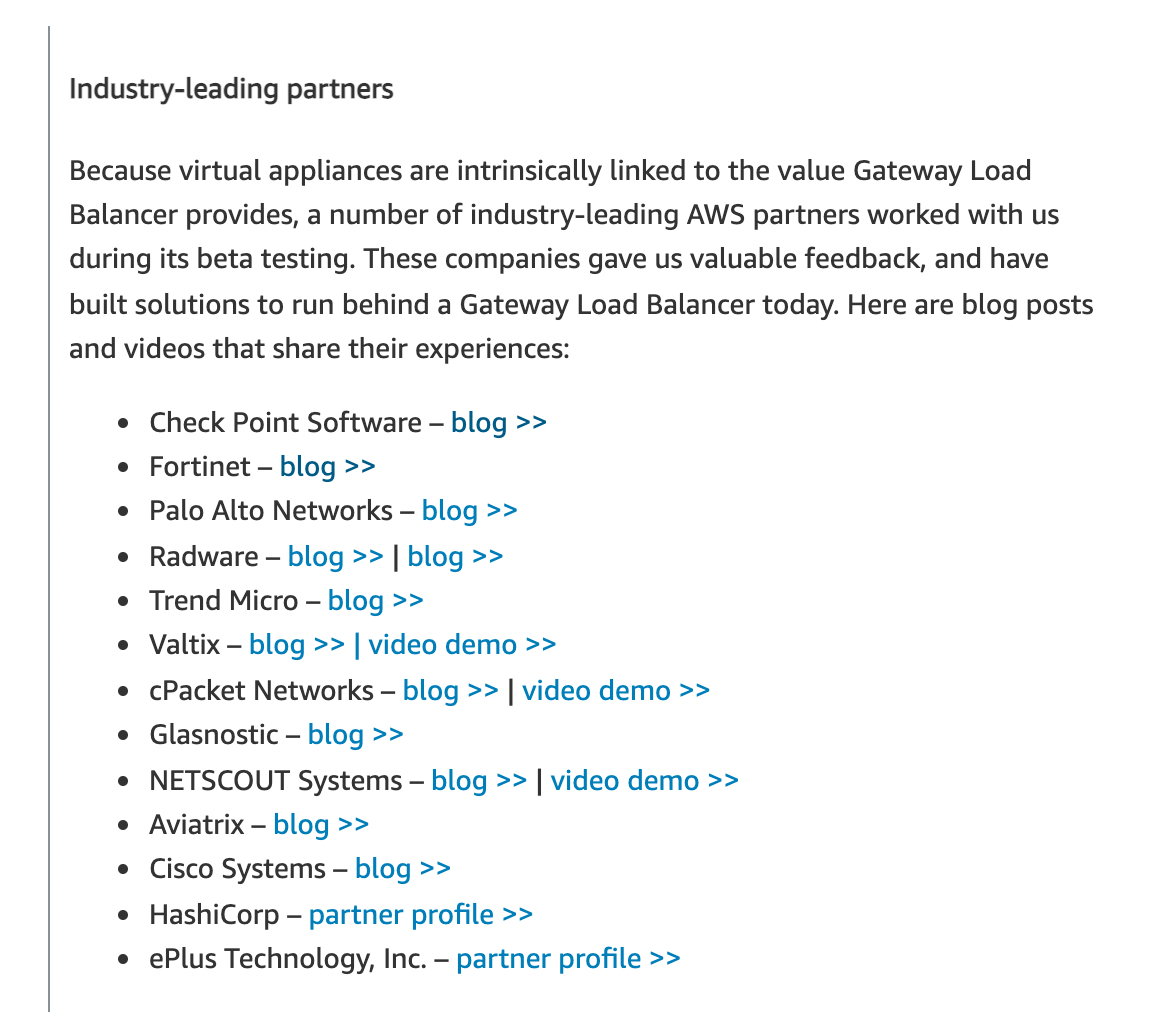 Industry-leading partners
Because virtual appliances are intrinsically linked to the value Gateway Load
Balancer provides, a number of industry-leading AWS partners worked with us
during its beta testing. These companies gave us valuable feedback, and have
built solutions to run behind a Gateway Load Balancer today. Here are blog posts
and videos that share their experiences:
• Check Point Software – blog >>
• Fortinet – blog >>
• Palo Alto Networks – blog >>
• Radware – blog >> | blog >>
• Trend Micro – blog >>
• Valtix – blog >> | video demo >>
• cPacket Networks – blog >> | video demo >>
• Glasnostic – blog >>
• NETSCOUT Systems – blog >> | video demo >>
• Aviatrix – blog >>
• Cisco Systems – blog >>
• HashiCorp – partner profile >>
• ePlus Technology, Inc. – partner profile >>